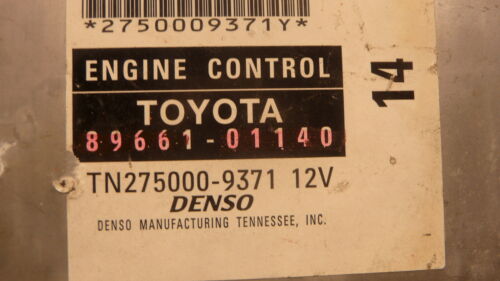 *2750009371Y*
ENGINE CONTROL
TOYOTA
89661-01140
14
TN275000-9371 12V
DENSO
DENSO MANUFACTURING TENNESSEE, INC.